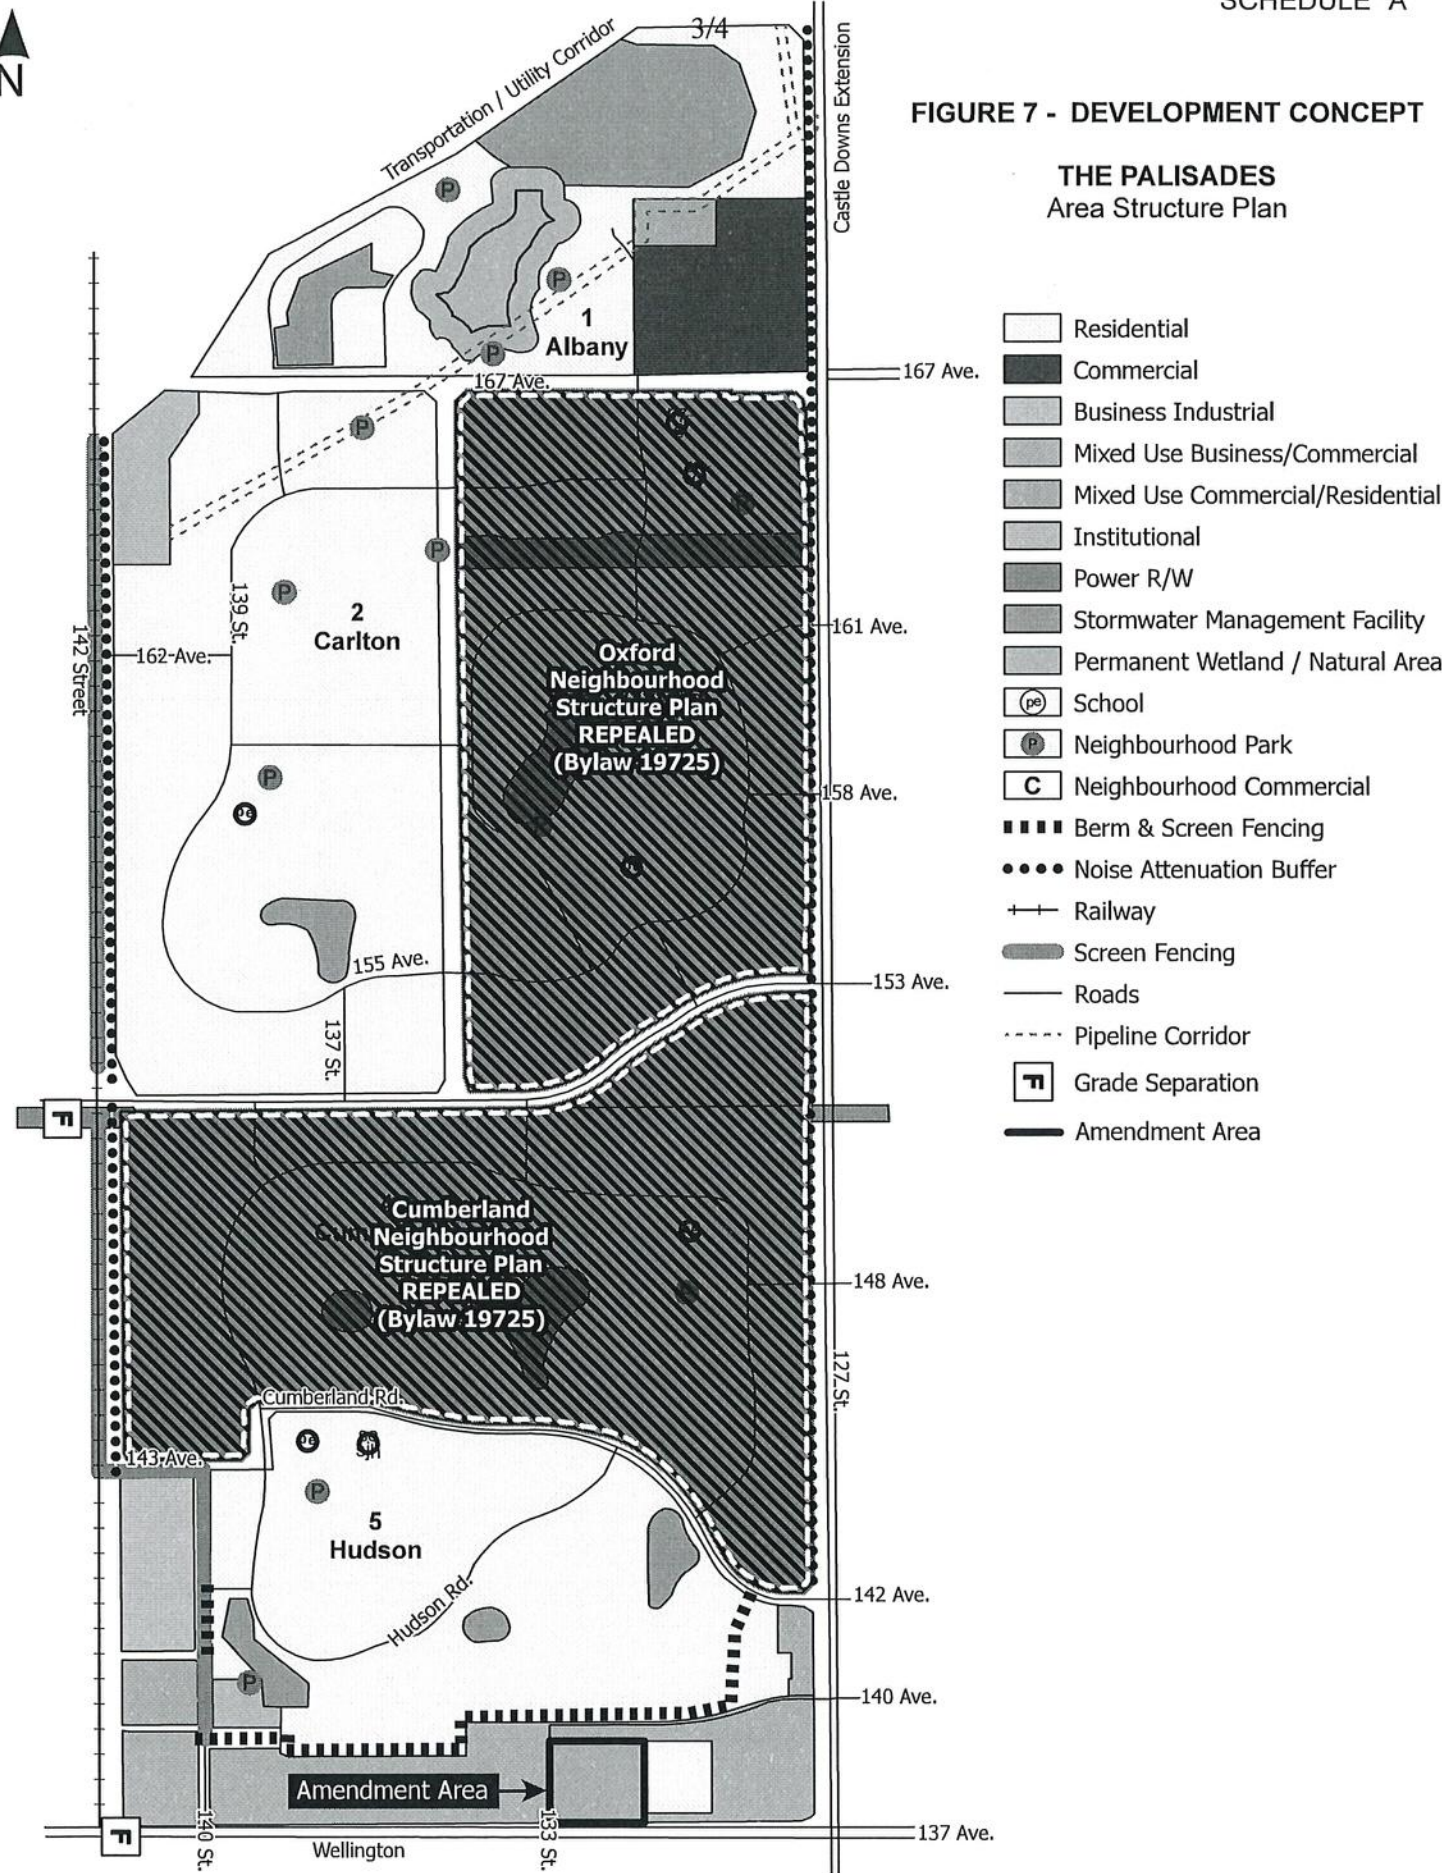 SCHEDULE "A"
N
3/4
Transportation / Utility Corridor
Castle Downs Extension
FIGURE 7 - DEVELOPMENT CONCEPT
THE PALISADES
Area Structure Plan
P
P
1
Albany
P
167 Ave.
167 Ave.
P
P
P
2
Carlton
139 St.
162 Ave.
142 Street
Oxford
Neighbourhood
Structure Plan
REPEALED
(Bylaw 19725)
161 Ave.
158 Ave.
P
pe
155 Ave.
153 Ave.
137 St.
F
Cumberland
Neighbourhood
Structure Plan
REPEALED
(Bylaw 19725)
148 Ave.
127 St.
Cumberland Rd.
143 Ave.
pe
P
5
Hudson
Hudson Rd.
142 Ave.
P
140 Ave.
Amendment Area
F
140 St.
Wellington
133 St.
137 Ave.
Residential
Commercial
Business Industrial
Mixed Use Business/Commercial
Mixed Use Commercial/Residential
Institutional
Power R/W
Stormwater Management Facility
Permanent Wetland / Natural Area
pe School
P Neighbourhood Park
C Neighbourhood Commercial
Berm & Screen Fencing
Noise Attenuation Buffer
Railway
Screen Fencing
Roads
Pipeline Corridor
F Grade Separation
Amendment Area